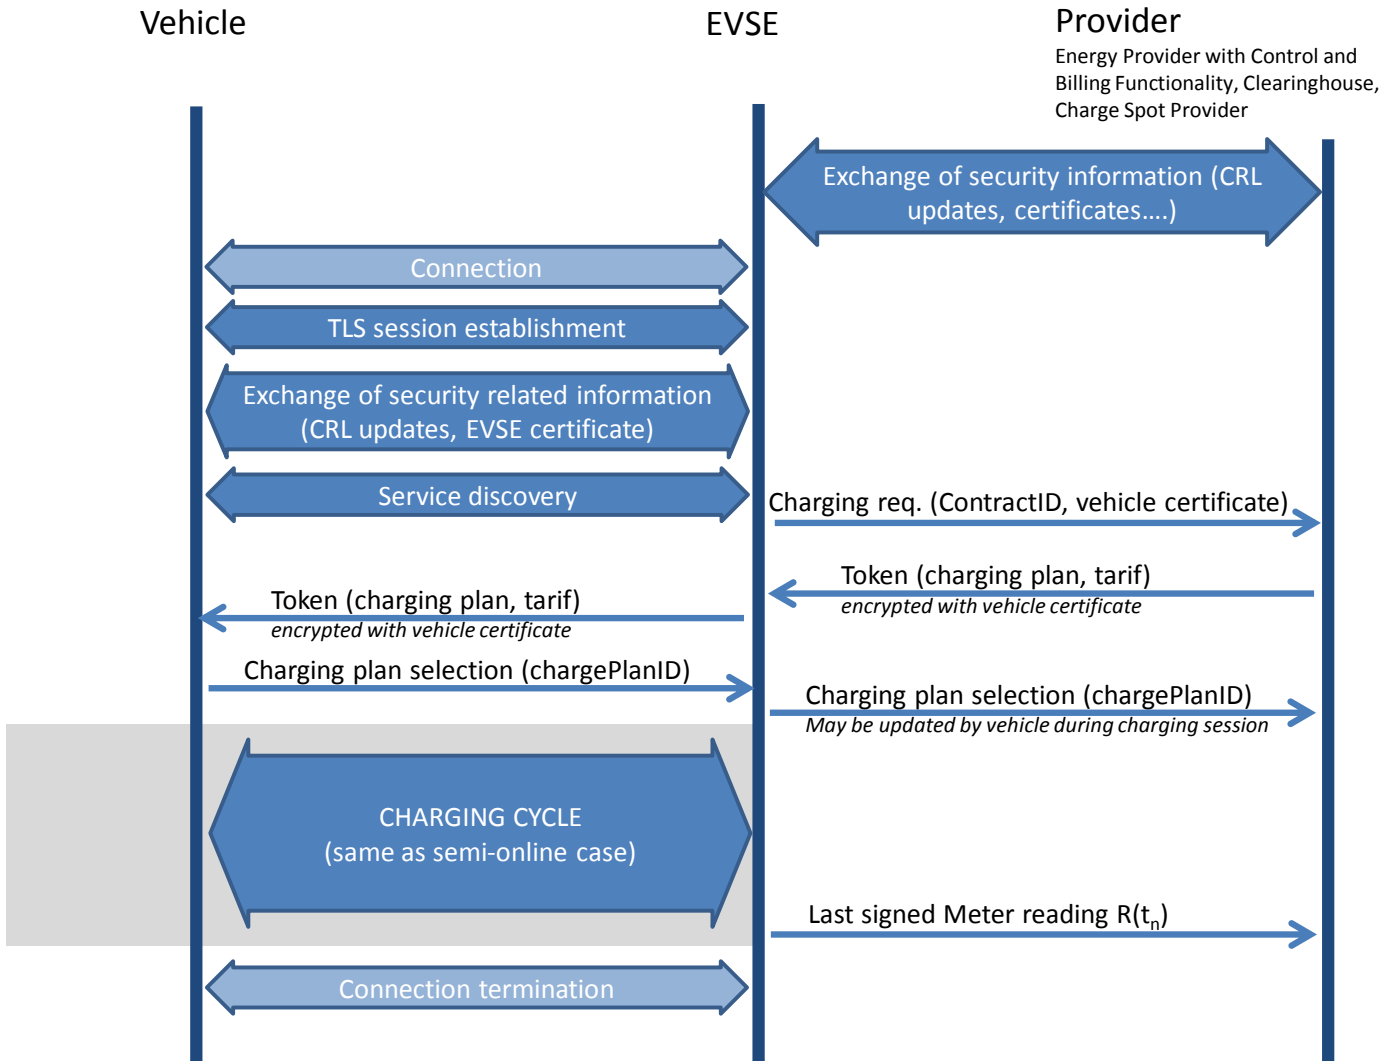 Vehicle
EVSE
Provider
Energy Provider with Control and
Billing Functionality, Clearinghouse,
Charge Spot Provider
Exchange of security information (CRL
updates, certificates....)
Connection
TLS session establishment
Exchange of security related information
(CRL updates, EVSE certificate)
Service discovery
Charging req. (ContractID, vehicle certificate)
Token (charging plan, tarif)
encrypted with vehicle certificate
Token (charging plan, tarif)
encrypted with vehicle certificate
Charging plan selection (chargePlanID)
Charging plan selection (chargePlanID)
May be updated by vehicle during charging session
CHARGING CYCLE
(same as semi-online case)
Last signed Meter reading R(tn)
Connection termination